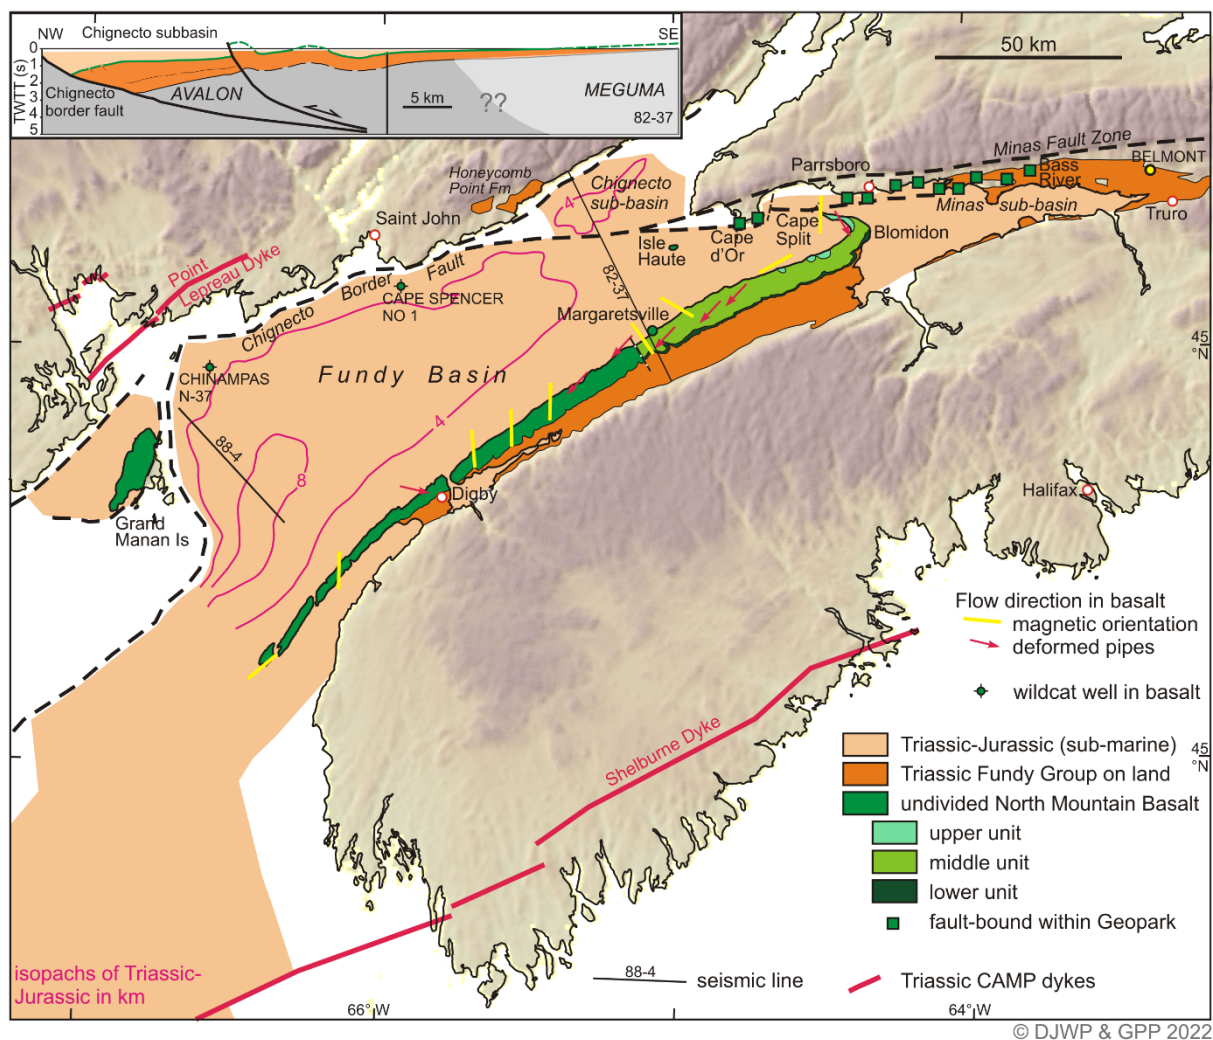 NW
Chignecto subbasin
SE
0
1
2
3
4
5
TWTT (s)
Chignecto
border fault
AVALON
5 km
??
MEGUMA
82-37
50 km
Minas Fault Zone
Honeycomb
Point Fm
Chignecto
sub-basin
4
Parrsboro
Bass
River
BELMONT
Minas sub-basin
Truro
Saint John
Isle
Haute
Cape
d'Or
Cape
Split
Blomidon
Point
Lepreau Dyke
Chignecto Border Fault
CAPE SPENCER
NO 1
82-37
Margaretsville
45
°N
CHINAMPAS
N-37
Fundy Basin
4
88-4
8
Digby
Halifax
Grand
Manan Is
Flow direction in basalt
magnetic orientation
deformed pipes
wildcat well in basalt
Shelburne Dyke
Triassic-Jurassic (sub-marine)
45
°N
Triassic Fundy Group on land
undivided North Mountain Basalt
upper unit
middle unit
lower unit
fault-bound within Geopark
isopachs of Triassic-
Jurassic in km
88-4
seismic line
Triassic CAMP dykes
66°W
64°W
© DJWP & GPP 2022